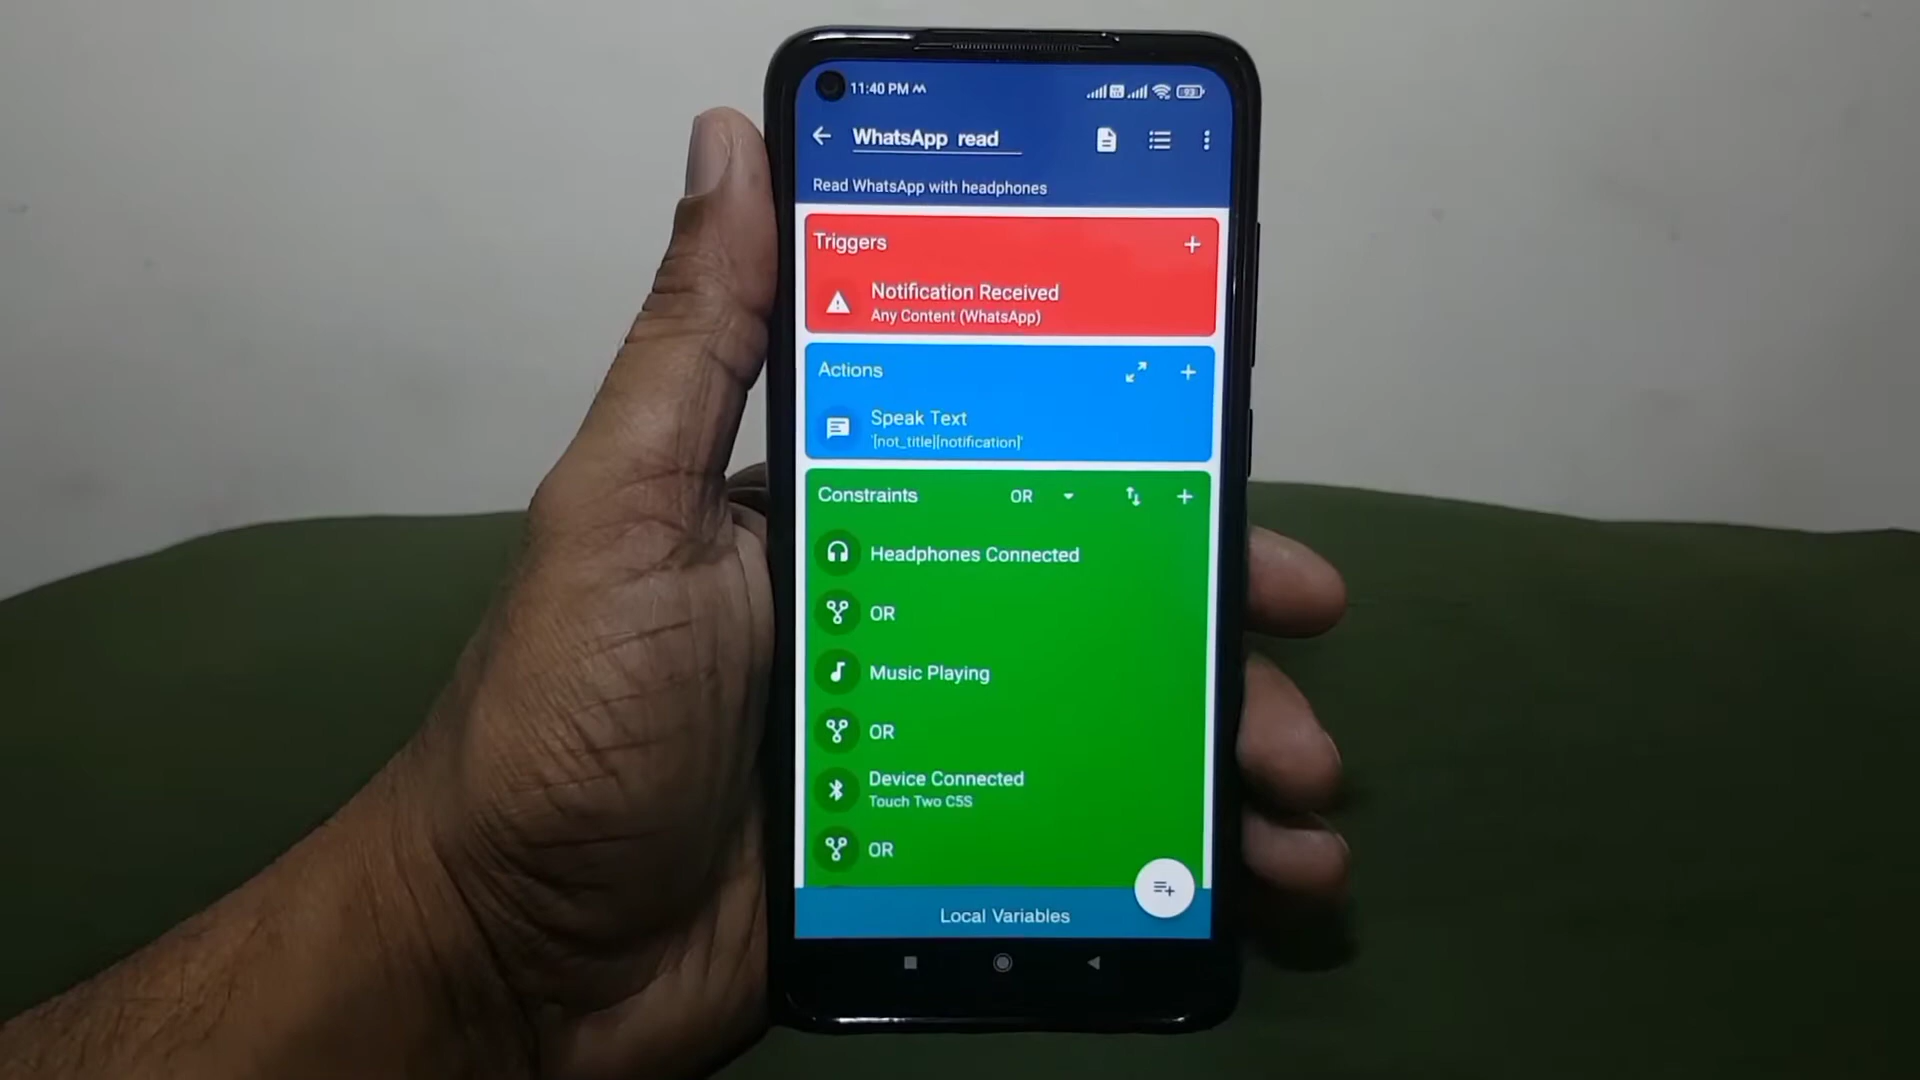 11:40 PM
93
WhatsApp read
Read WhatsApp with headphones
Triggers
Notification Received
Any Content (WhatsApp)
Actions
Speak Text
'[not_title][notification]'
Constraints OR
Headphones Connected
OR
Music Playing
OR
Device Connected
Touch Two C5S
OR
Local Variables